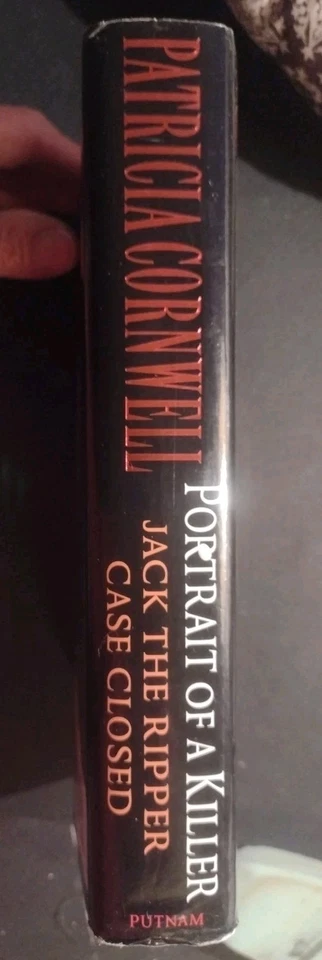 PATRICIA CORNWELL
PORTRAIT OF A KILLER
JACK THE RIPPER
CASE CLOSED
PUTNAM